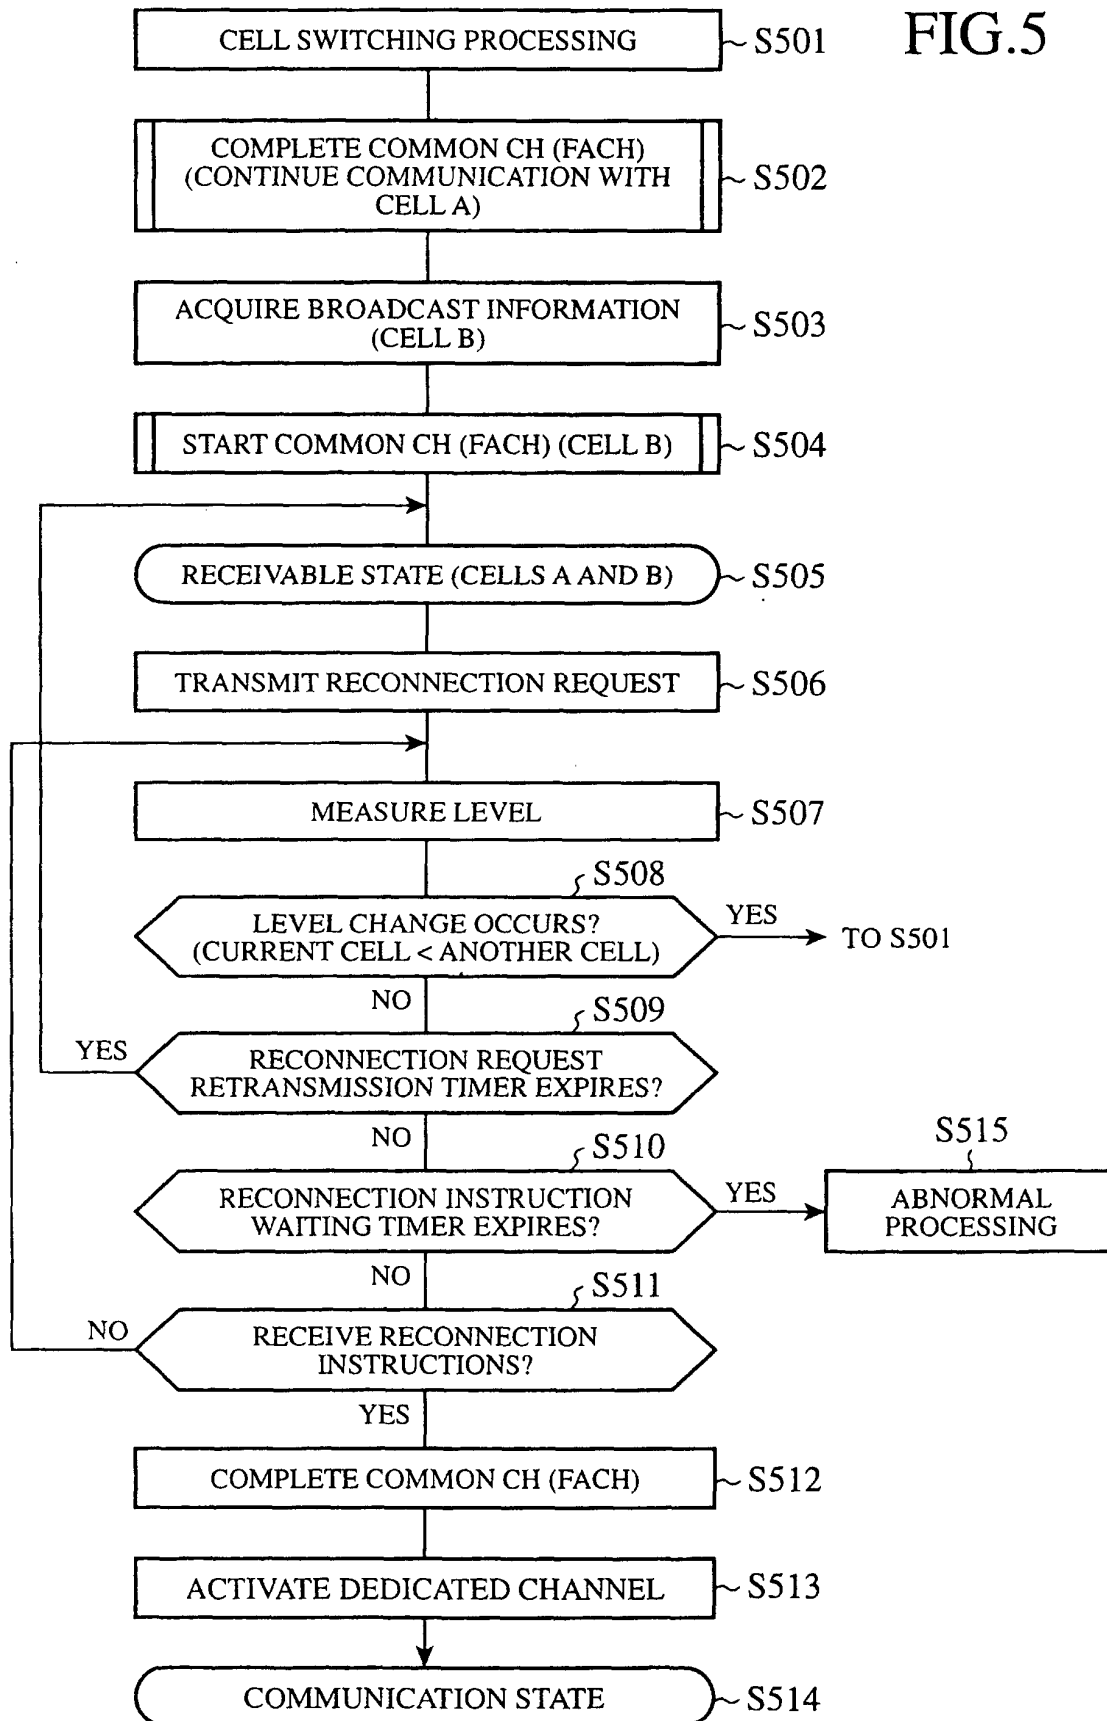 FIG.5
CELL SWITCHING PROCESSING
S501
COMPLETE COMMON CH (FACH)
(CONTINUE COMMUNICATION WITH
CELL A)
S502
ACQUIRE BROADCAST INFORMATION
(CELL B)
S503
START COMMON CH (FACH) (CELL B)
S504
RECEIVABLE STATE (CELLS A AND B)
S505
TRANSMIT RECONNECTION REQUEST
S506
MEASURE LEVEL
S507
S508
LEVEL CHANGE OCCURS?
(CURRENT CELL < ANOTHER CELL)
YES
TO S501
NO
S509
YES
RECONNECTION REQUEST
RETRANSMISSION TIMER EXPIRES?
NO
S510
RECONNECTION INSTRUCTION
WAITING TIMER EXPIRES?
YES
S515
ABNORMAL
PROCESSING
NO
S511
NO
RECEIVE RECONNECTION
INSTRUCTIONS?
YES
COMPLETE COMMON CH (FACH)
S512
ACTIVATE DEDICATED CHANNEL
S513
COMMUNICATION STATE
S514